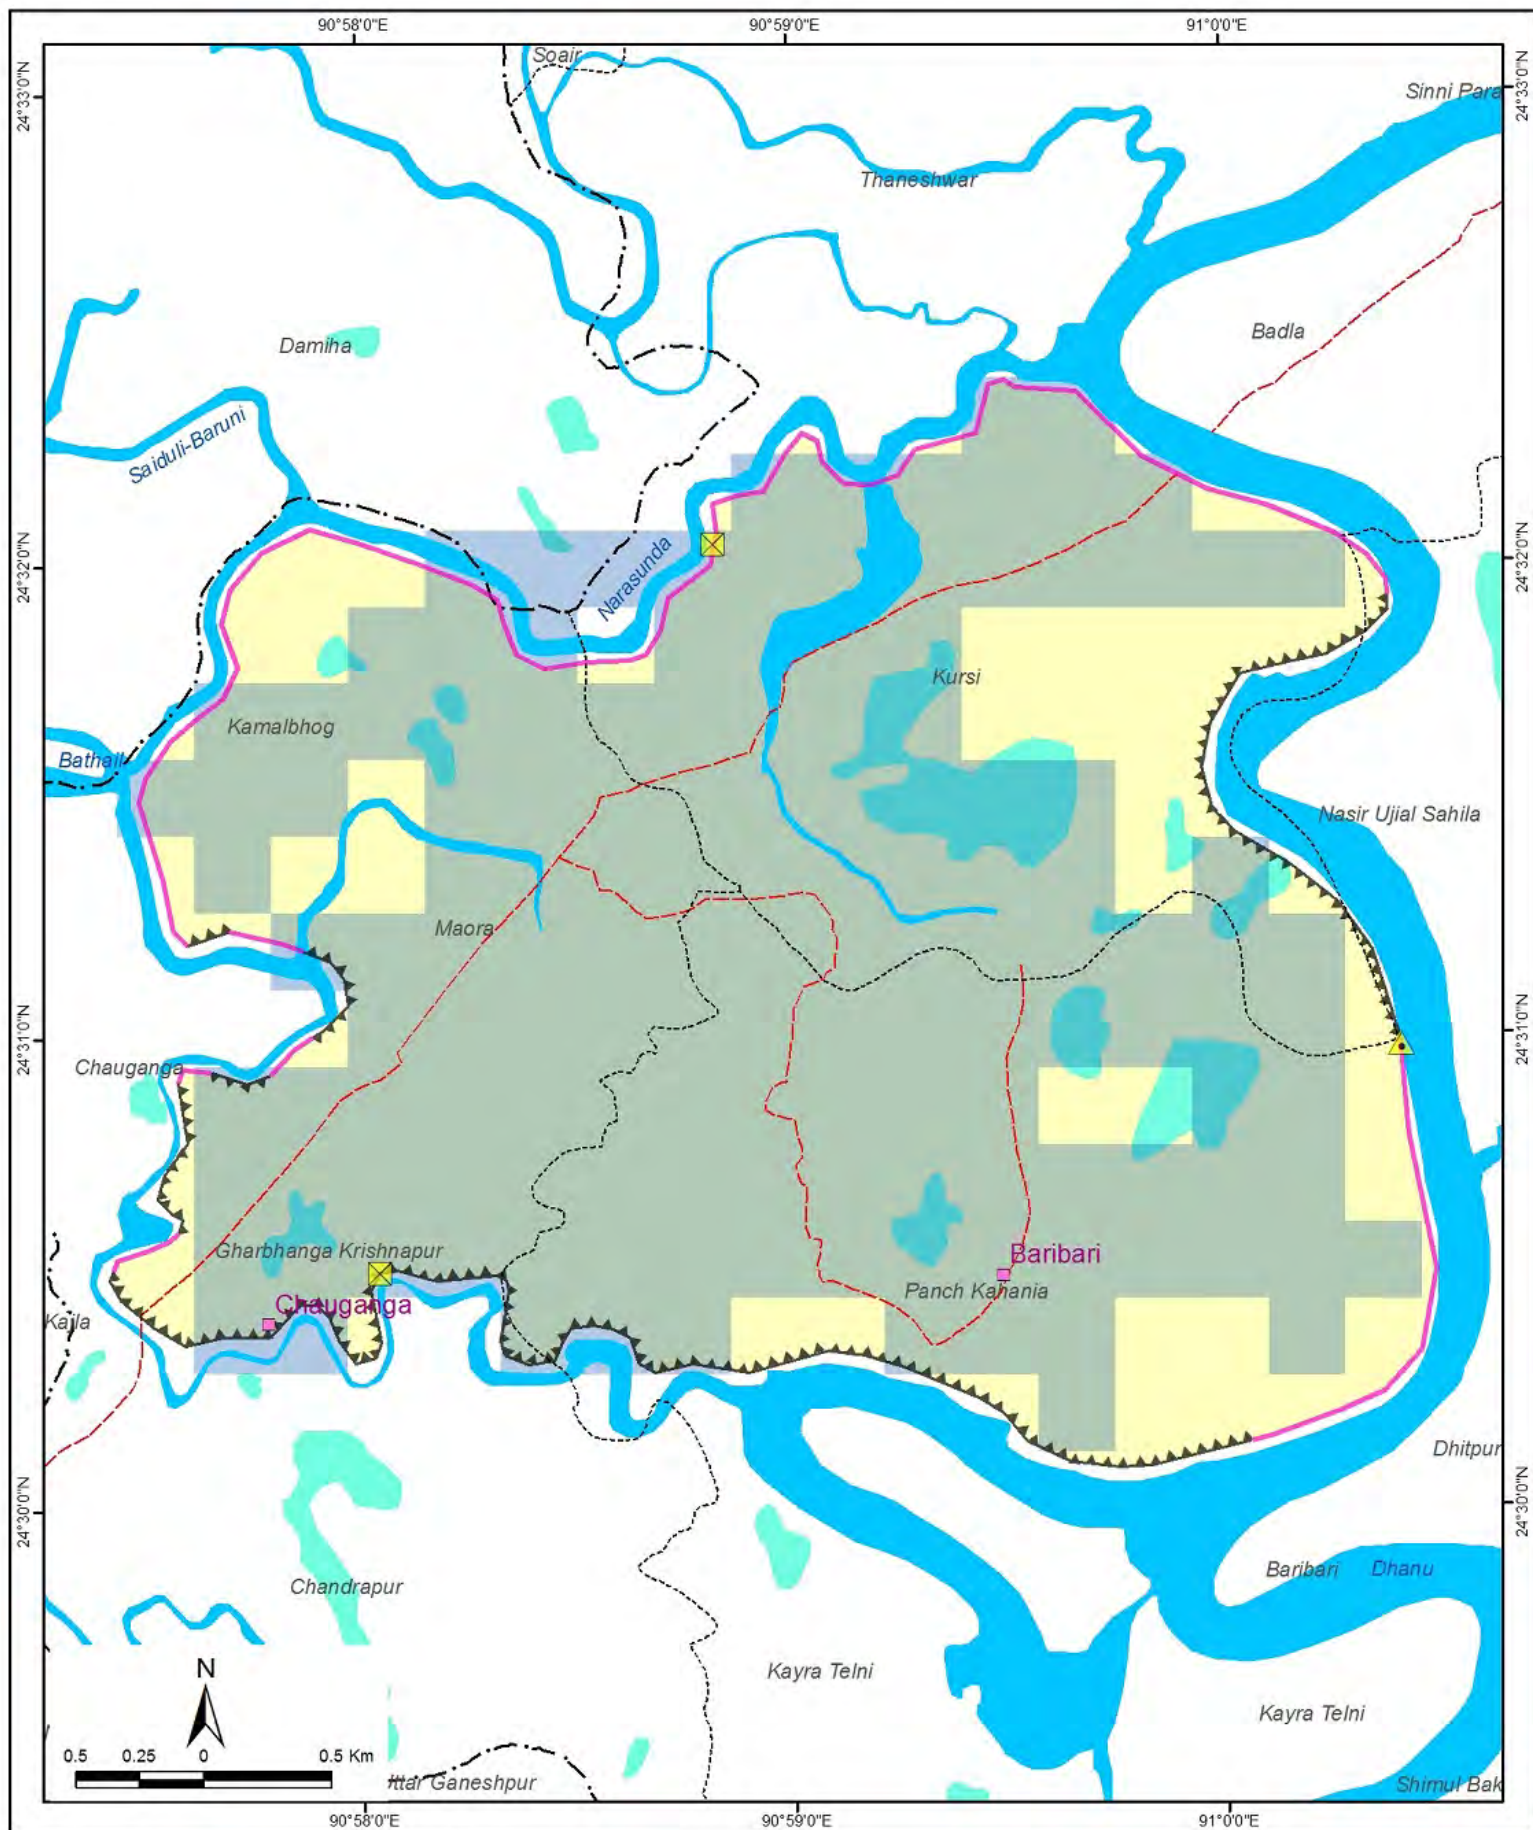 90°58'0"E
90°59'0"E
91°0'0"E
24°33'0"N
24°33'0"N
Soair
Sinni Para
Thaneshwar
Badla
Damiha
Saiduli-Baruni
24°32'0"N
24°32'0"N
Narasunda
Kursi
Kamalbhog
Bathail
Nasir Ujial Sahila
Maora
24°31'0"N
24°31'0"N
Chauganga
Gharbhanga Krishnapur
Baribari
Panch Kahania
Chauganga
Kajla
Dhitpur
24°30'0"N
24°30'0"N
Baribari
Dhanu
Chandrapur
Kayra Telni
Kayra Telni
N
0.5 0.25 0 0.5 Km
Ittar Ganeshpur
Shimul Bak
90°58'0"E
90°59'0"E
91°0'0"E